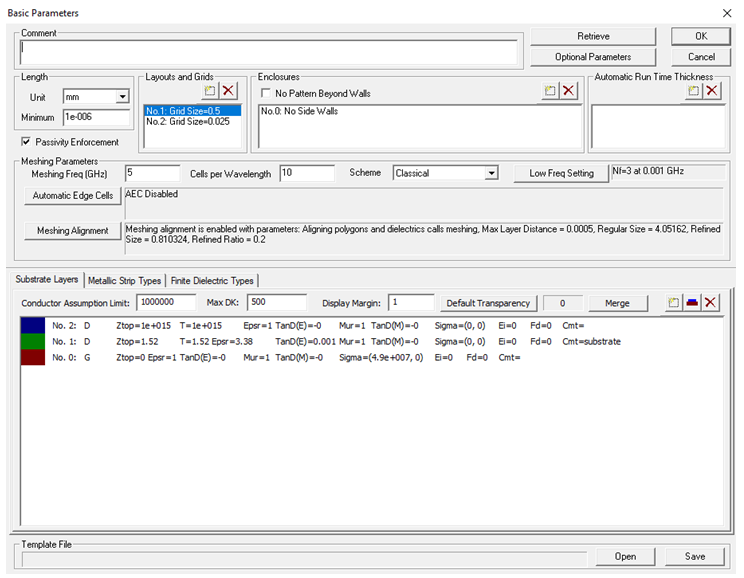 Basic Parameters
Comment
Retrieve
OK
Optional Parameters
Cancel
Length
Unit
mm
Minimum
1e-006
Passivity Enforcement
Layouts and Grids
No.1: Grid Size=0.5
No.2: Grid Size=0.025
Enclosures
No Pattern Beyond Walls
No.0: No Side Walls
Automatic Run Time Thickness
Meshing Parameters
Meshing Freq (GHz)
5
Cells per Wavelength
10
Scheme
Classical
Low Freq Setting
Nf=3 at 0.001 GHz
Automatic Edge Cells
AEC Disabled
Meshing Alignment
Meshing alignment is enabled with parameters: Aligning polygons and dielectrics calls meshing, Max Layer Distance = 0.0005, Regular Size = 4.05162, Refined
Size = 0.810324, Refined Ratio = 0.2
Substrate Layers
Metallic Strip Types
Finite Dielectric Types
Conductor Assumption Limit:
1000000
Max DK:
500
Display Margin:
1
Default Transparency
0
Merge
No. 2: D Ztop=1e+015 T=1e+015 Epsr=1 TanD(E)=-0 Mur=1 TanD(M)=-0 Sigma=(0, 0) Ei=0 Fd=0 Cmt=
No. 1: D Ztop=1.52 T=1.52 Epsr=3.38 TanD(E)=0.001 Mur=1 TanD(M)=-0 Sigma=(0, 0) Ei=0 Fd=0 Cmt=substrate
No. 0: G Ztop=0 Epsr=1 TanD(E)=-0 Mur=1 TanD(M)=-0 Sigma=(4.9e+007, 0) Ei=0 Fd=0 Cmt=
Template File
Open
Save